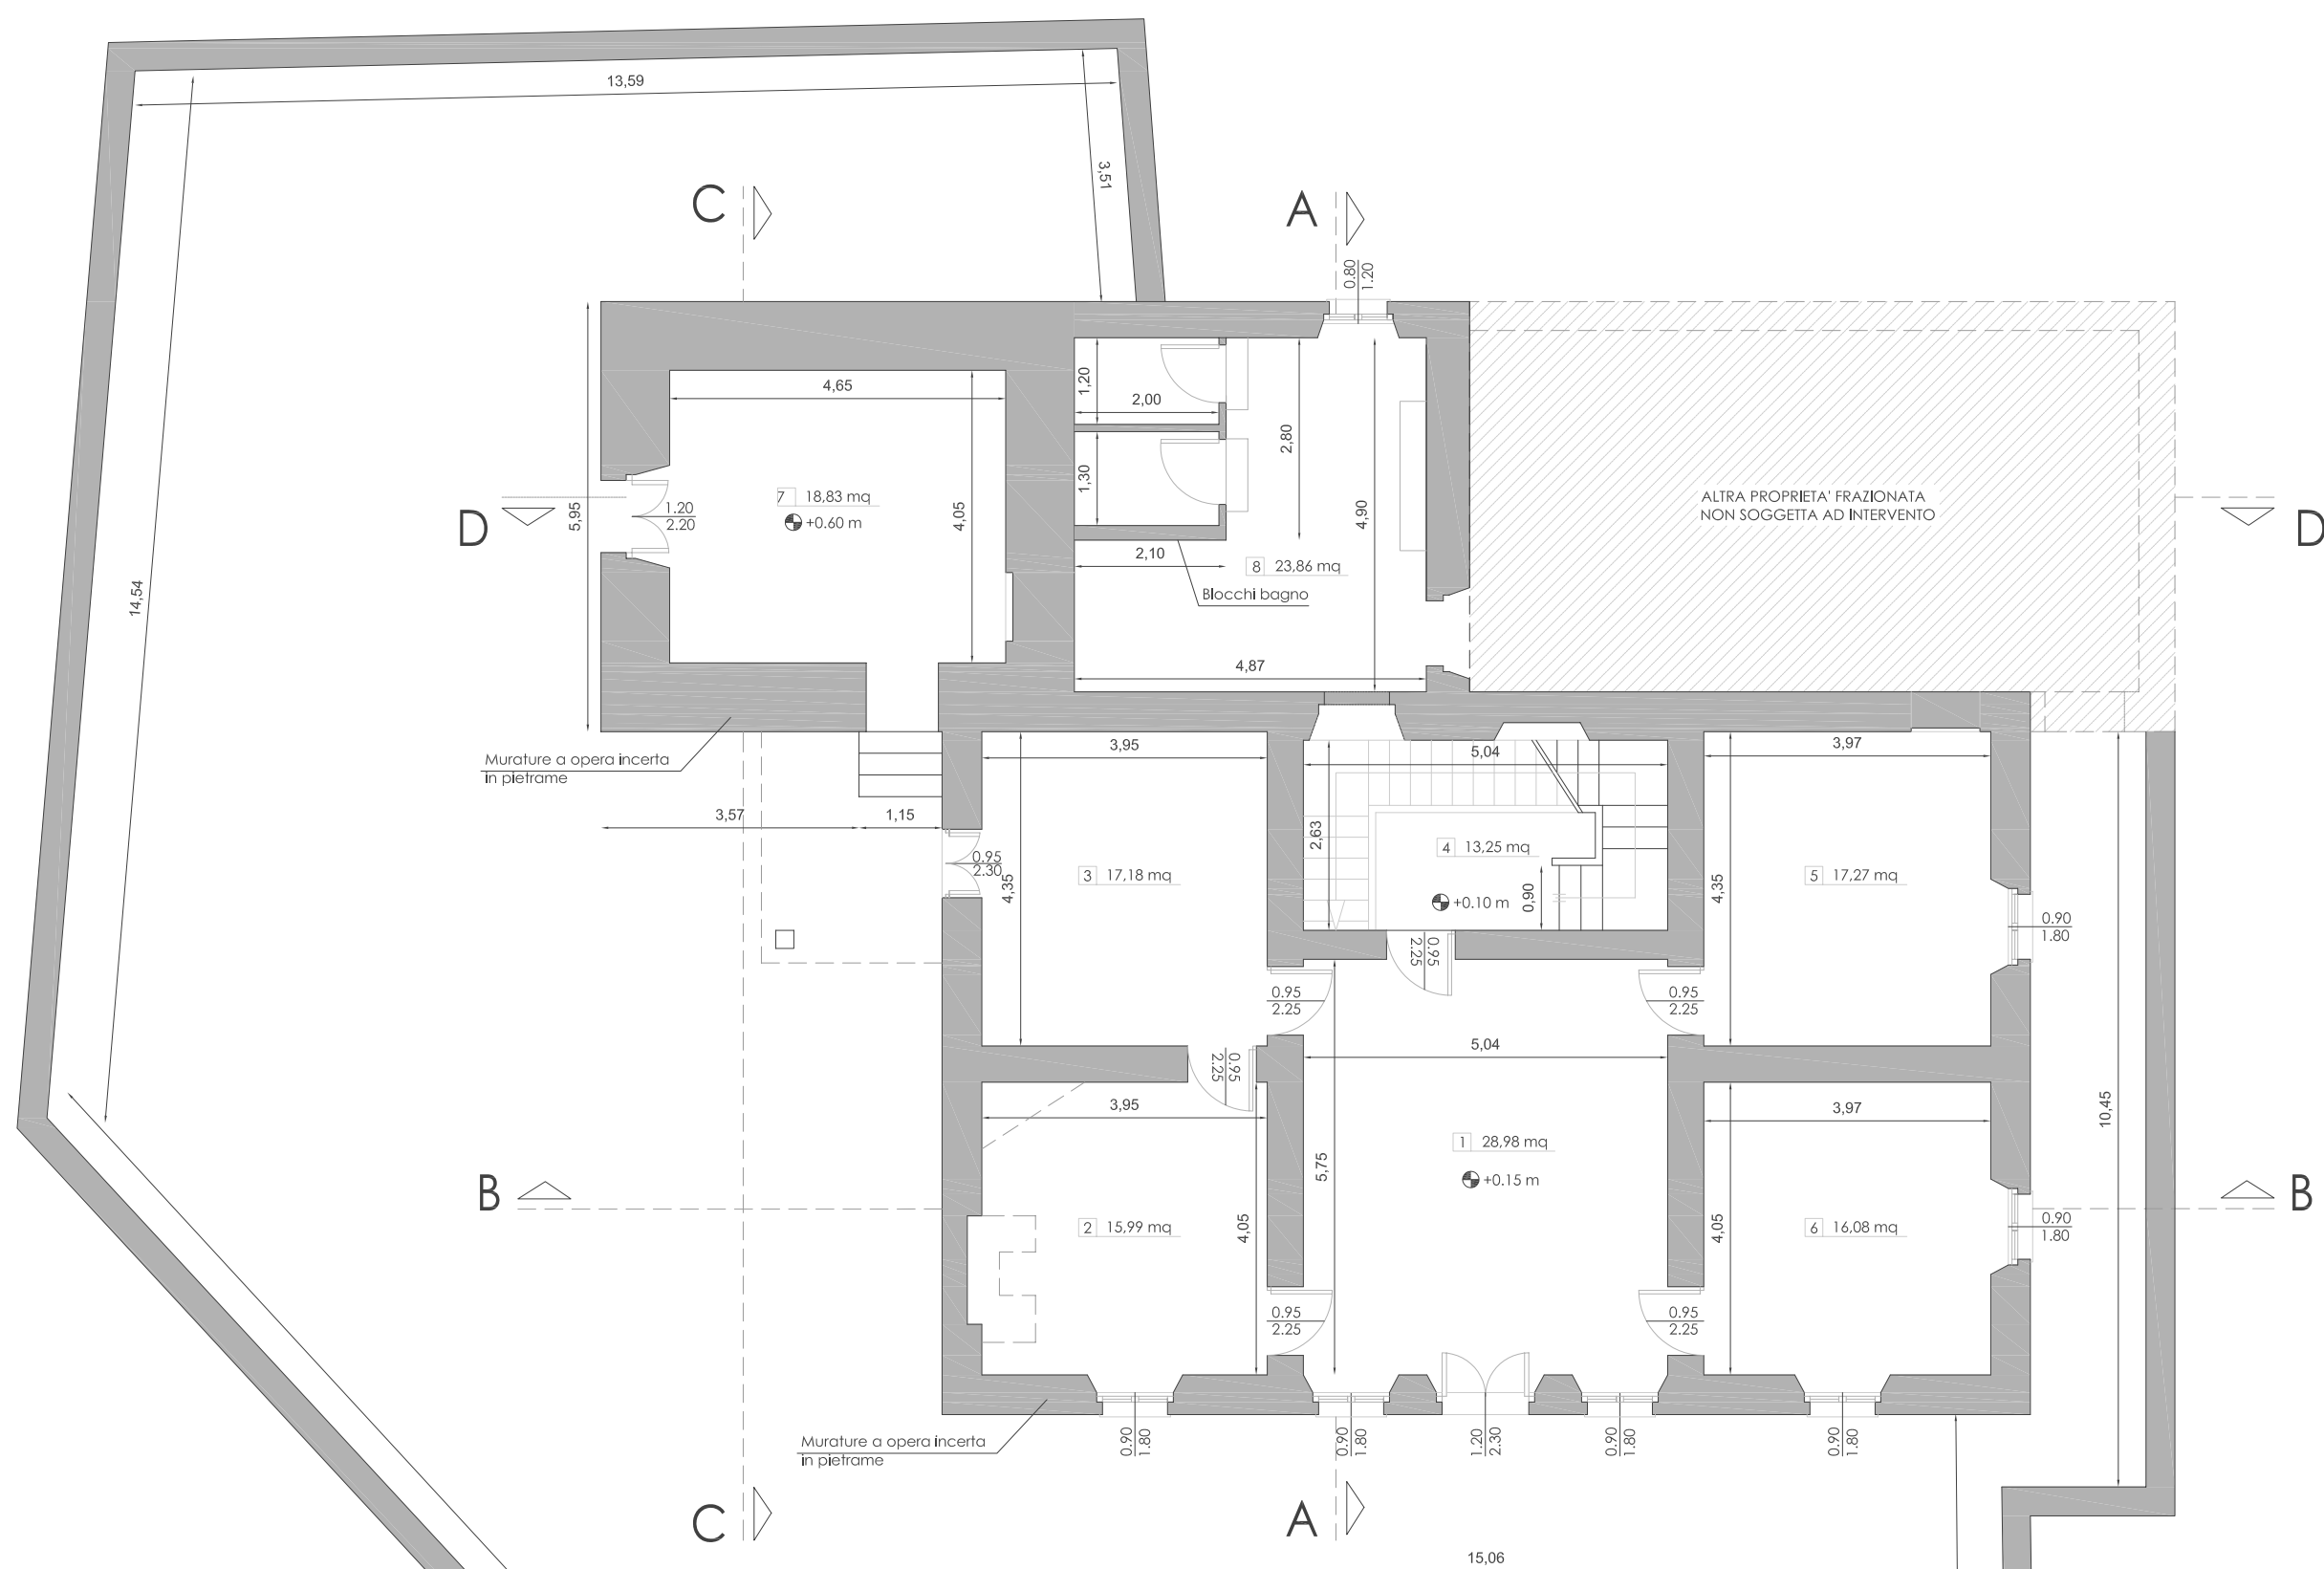 13,59
3,51
C
A
0.80
1.20
4,65
1,20
2,00
2,80
1,30
5,95
D
1.20
2.20
7 18,83 mq
+0.60 m
4,05
4,90
ALTRA PROPRIETA' FRAZIONATA
NON SOGGETTA AD INTERVENTO
D
2,10
8 23,86 mq
Blocchi bagno
14,54
4,87
Murature a opera incerta
in pietrame
3,95
5,04
3,97
3,57
1,15
2,63
0.95
2.30
4,35
3 17,18 mq
4 13,25 mq
+0.10 m
0,90
4,35
5 17,27 mq
0.90
1.80
0.95
2.25
0.95
2.25
0.95
2.25
5,04
0.95
2.25
3,95
3,97
10,45
1 28,98 mq
+0.15 m
5,75
B
B
2 15,99 mq
4,05
4,05
6 16,08 mq
0.90
1.80
0.95
2.25
0.95
2.25
Murature a opera incerta
in pietrame
0.90
1.80
0.90
1.80
1.20
2.30
0.90
1.80
0.90
1.80
C
A
15,06